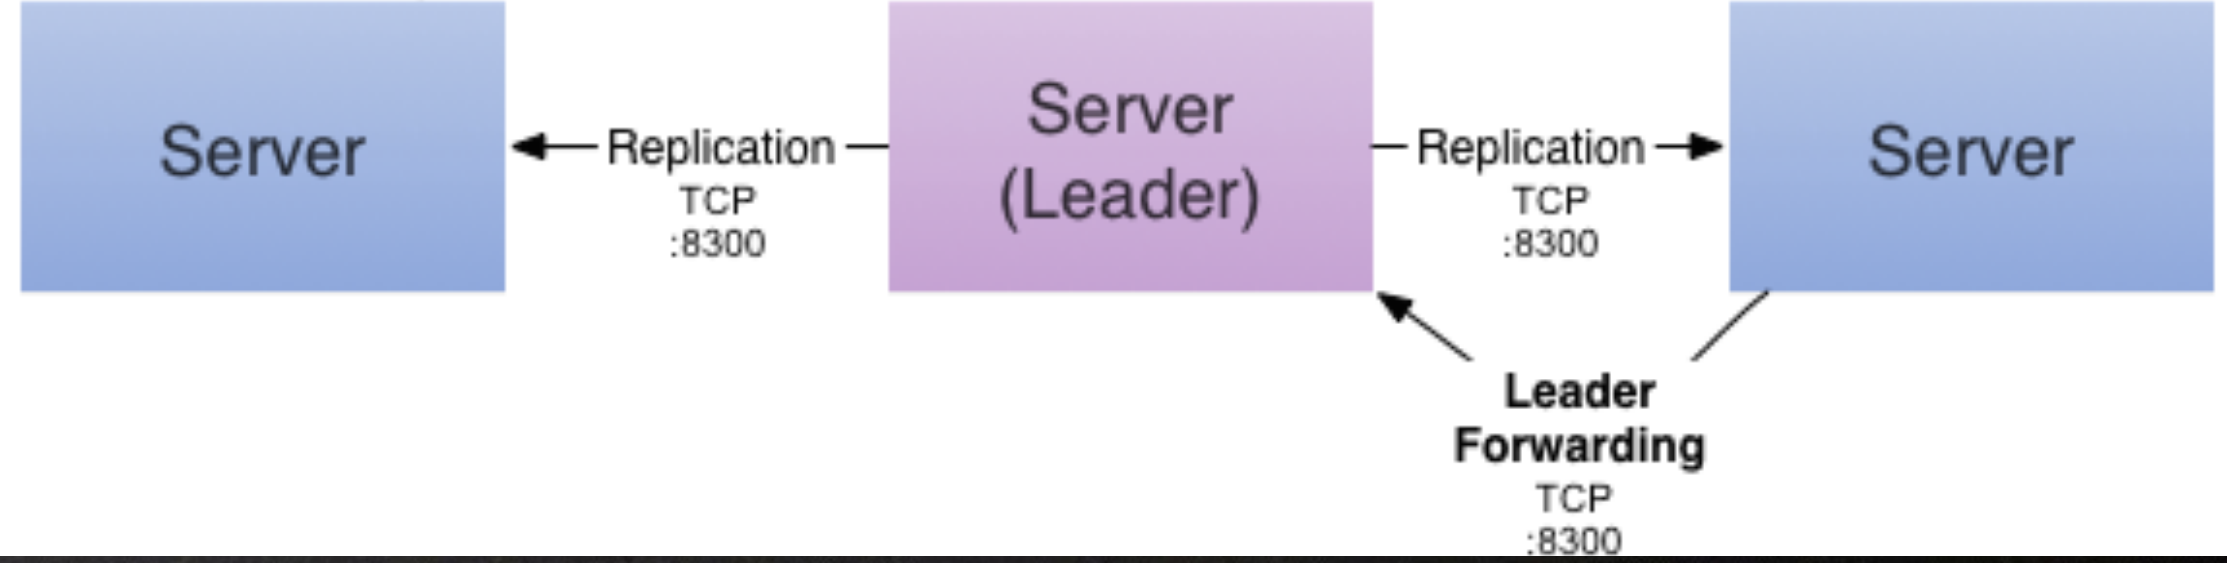 Server
Replication
TCP
:8300
Server
(Leader)
Replication
TCP
:8300
Server
Leader
Forwarding
TCP
:8300